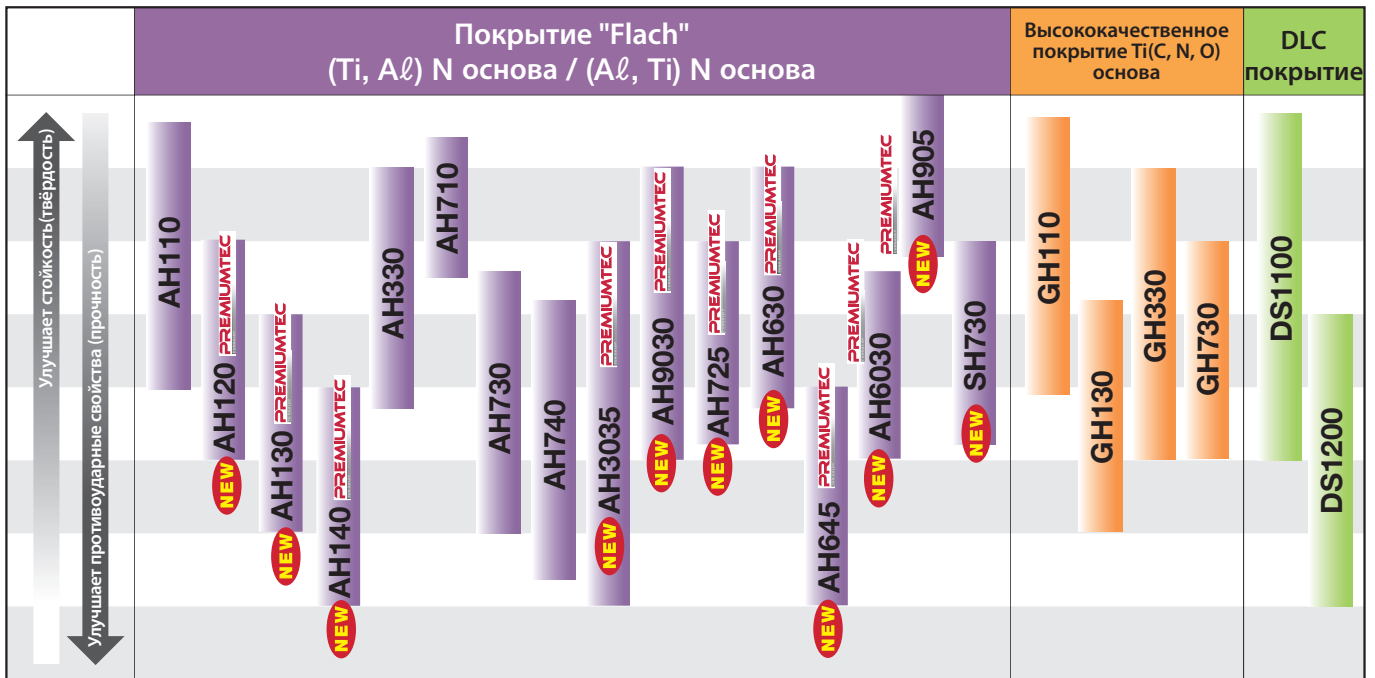 Покрытие "Flach"
(Ti, Aℓ) N основа / (Aℓ, Ti) N основа
Высококачественное
покрытие Ti(C, N, O)
основа
DLC
покрытие
Улучшает стойкость(твёрдость)
Улучшает противоударные свойства (прочность)
AH110
NEW AH120 PREMIUMTEC
NEW AH130 PREMIUMTEC
NEW AH140 PREMIUMTEC
AH330
AH710
AH730
AH740
NEW AH3035 PREMIUMTEC
NEW AH9030 PREMIUMTEC
NEW AH725 PREMIUMTEC
NEW AH630 PREMIUMTEC
NEW AH645 PREMIUMTEC
NEW AH6030 PREMIUMTEC
NEW AH905 PREMIUMTEC
NEW SH730
GH110
GH130
GH330
GH730
DS1100
DS1200